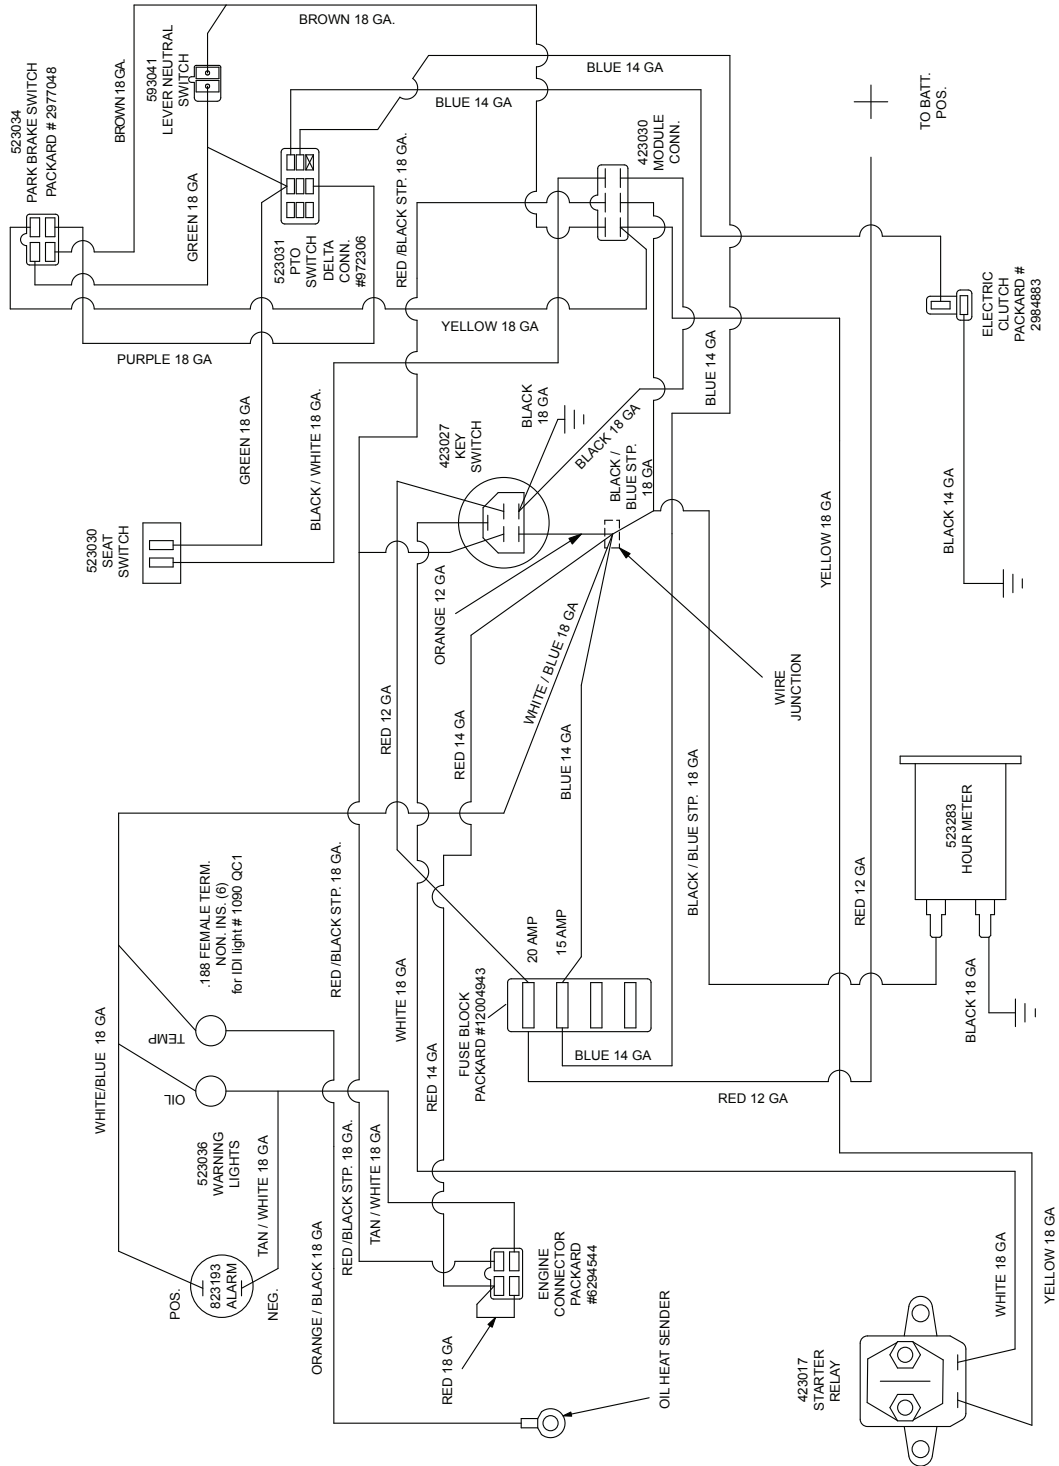 523034
PARK BRAKE SWITCH
PACKARD # 2977048
BROWN 18 GA.
593041
LEVER NEUTRAL
SWITCH
BROWN 18 GA.
GREEN 18 GA
523031
PTO
SWITCH
DELTA
CONN.
#972306
BLUE 14 GA
BLUE 14 GA
RED /BLACK STP. 18 GA.
423030
MODULE
CONN.
TO BATT.
POS.
YELLOW 18 GA
PURPLE 18 GA
BLUE 14 GA
ELECTRIC
CLUTCH
PACKARD #
2984883
GREEN 18 GA
BLACK / WHITE 18 GA.
423027
KEY
SWITCH
BLACK
18 GA
BLACK 18 GA
BLACK /
BLUE STP.
18 GA
523030
SEAT
SWITCH
YELLOW 18 GA
BLACK 14 GA
ORANGE 12 GA
WHITE / BLUE 18 GA
WIRE
JUNCTION
RED 12 GA
RED 14 GA
BLUE 14 GA
BLACK / BLUE STP.  18 GA
.188 FEMALE TERM.
NON. INS. (6)
for IDI light # 1090 QC1
RED /BLACK STP. 18 GA.
20 AMP
15 AMP
RED 12 GA
523283
HOUR METER
WHITE 18 GA
FUSE BLOCK
PACKARD #12004943
BLACK 18 GA
WHITE/BLUE  18 GA
TEMP
OIL
RED 14 GA
BLUE 14 GA
RED 12 GA
523036
WARNING
LIGHTS
TAN / WHITE 18 GA
RED /BLACK STP. 18 GA.
TAN / WHITE 18 GA
POS.
823193
ALARM
NEG.
ORANGE / BLACK 18 GA
ENGINE
CONNECTOR
PACKARD
#6294544
RED 18 GA
OIL HEAT SENDER
423017
STARTER
RELAY
WHITE 18 GA
YELLOW 18 GA